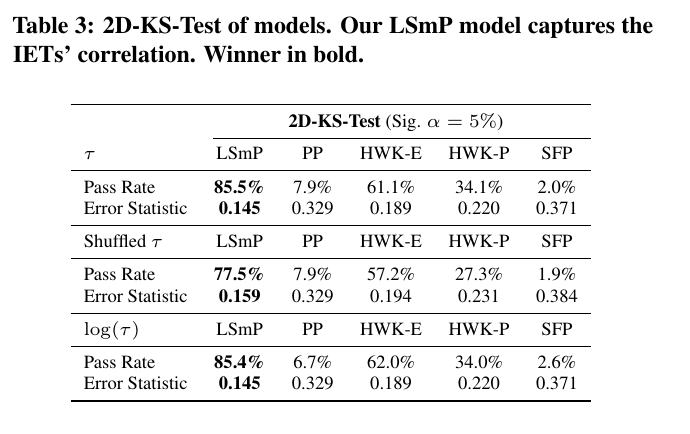 Table 3: 2D-KS-Test of models. Our LSmP model captures the
IETs' correlation. Winner in bold.
2D-KS-Test (Sig. α = 5%)
τ LSmP PP HWK-E HWK-P SFP
Pass Rate 85.5% 7.9% 61.1% 34.1% 2.0%
Error Statistic 0.145 0.329 0.189 0.220 0.371
Shuffled τ LSmP PP HWK-E HWK-P SFP
Pass Rate 77.5% 7.9% 57.2% 27.3% 1.9%
Error Statistic 0.159 0.329 0.194 0.231 0.384
log(τ) LSmP PP HWK-E HWK-P SFP
Pass Rate 85.4% 6.7% 62.0% 34.0% 2.6%
Error Statistic 0.145 0.329 0.189 0.220 0.371